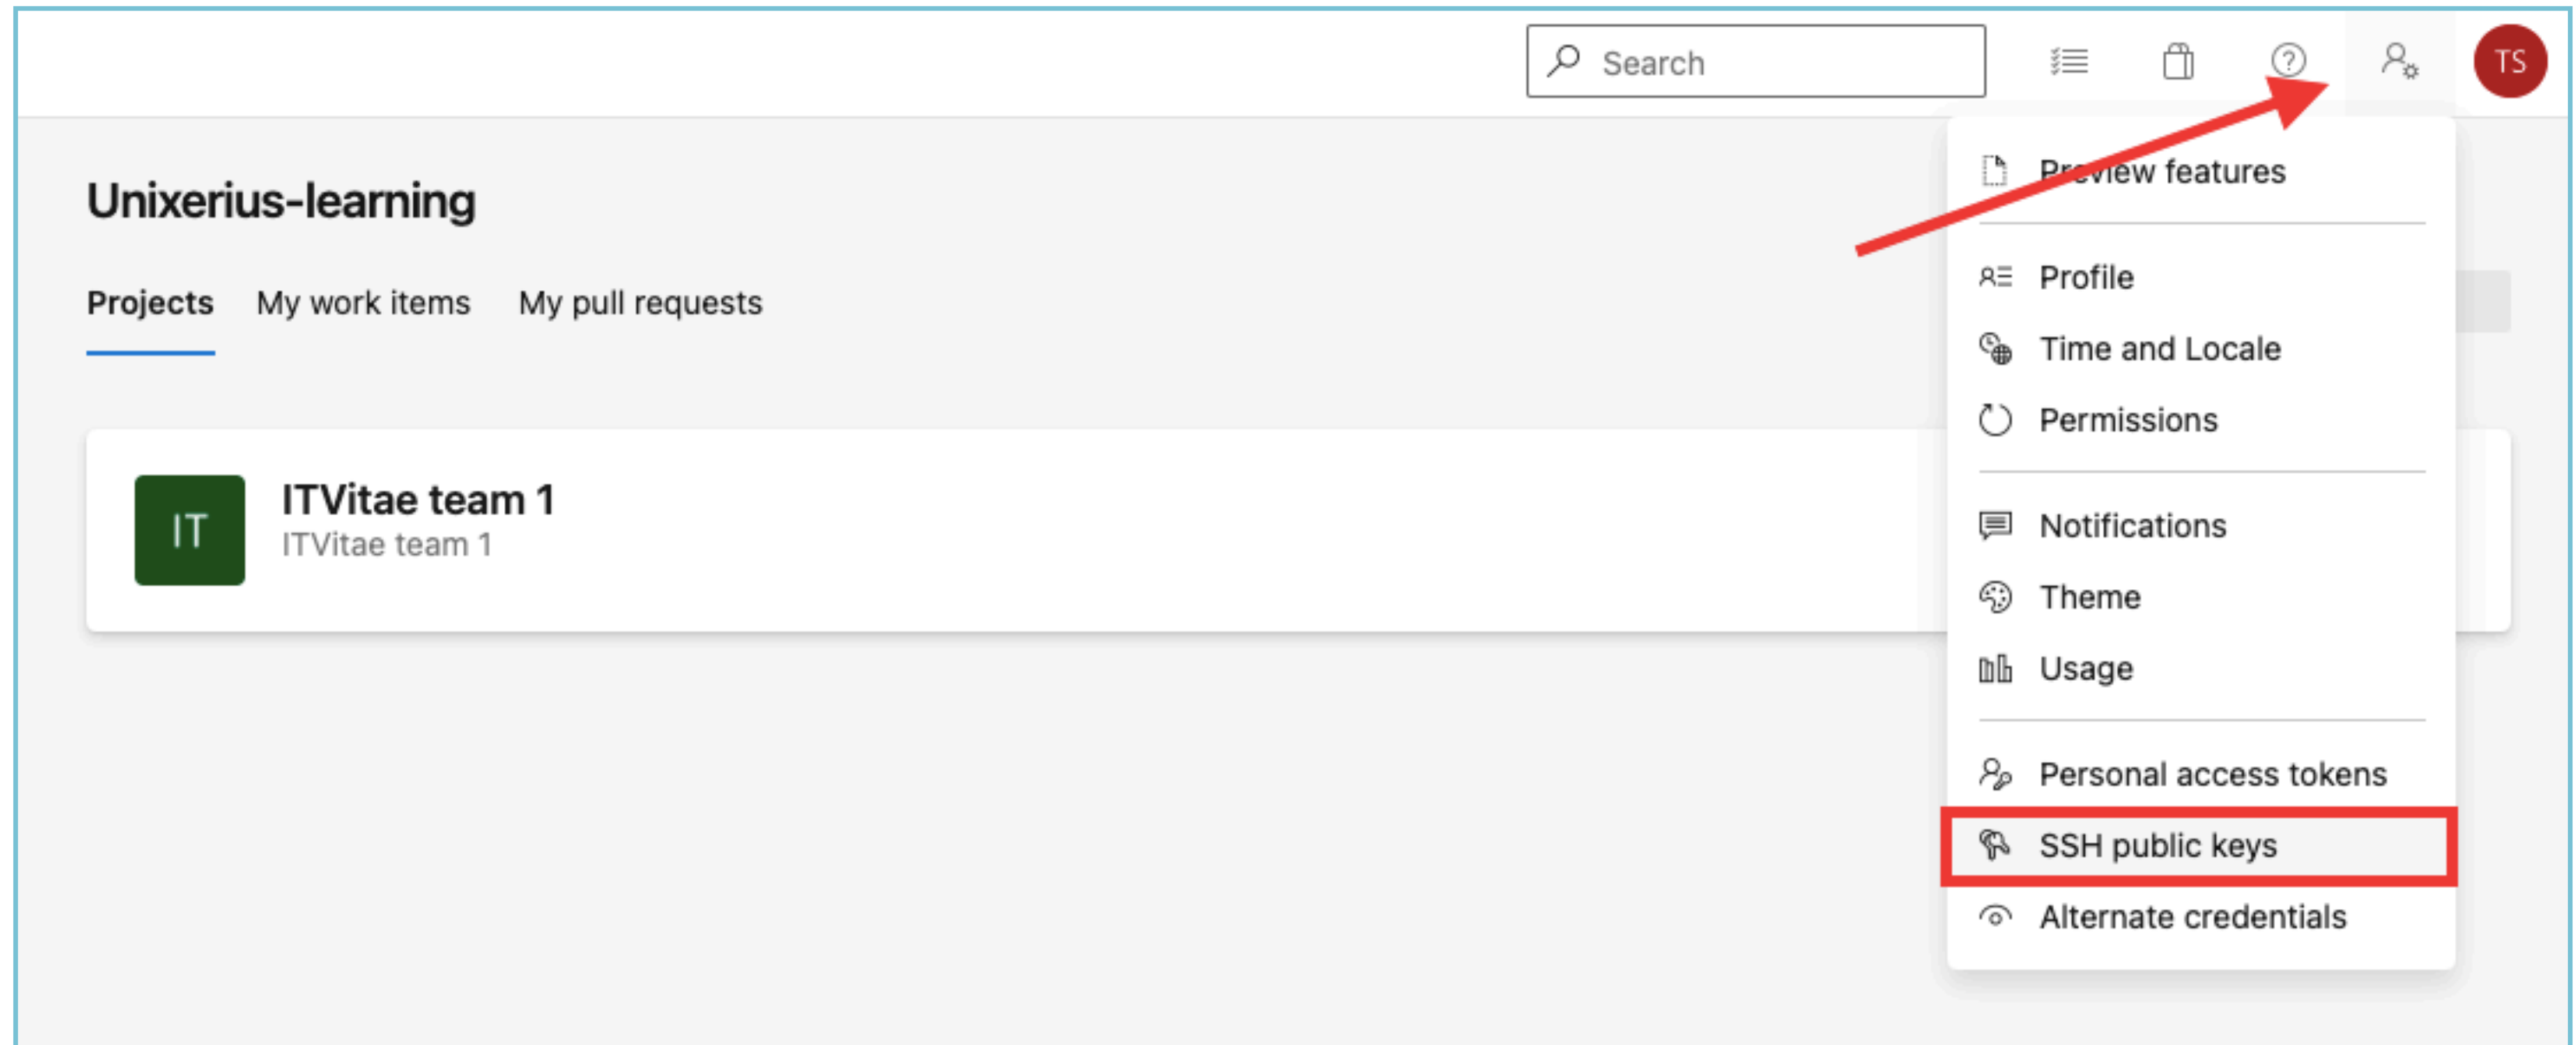 Search
TS
Unixerius-learning
Projects My work items My pull requests
IT
ITVitae team 1
ITVitae team 1
Preview features
Profile
Time and Locale
Permissions
Notifications
Theme
Usage
Personal access tokens
SSH public keys
Alternate credentials